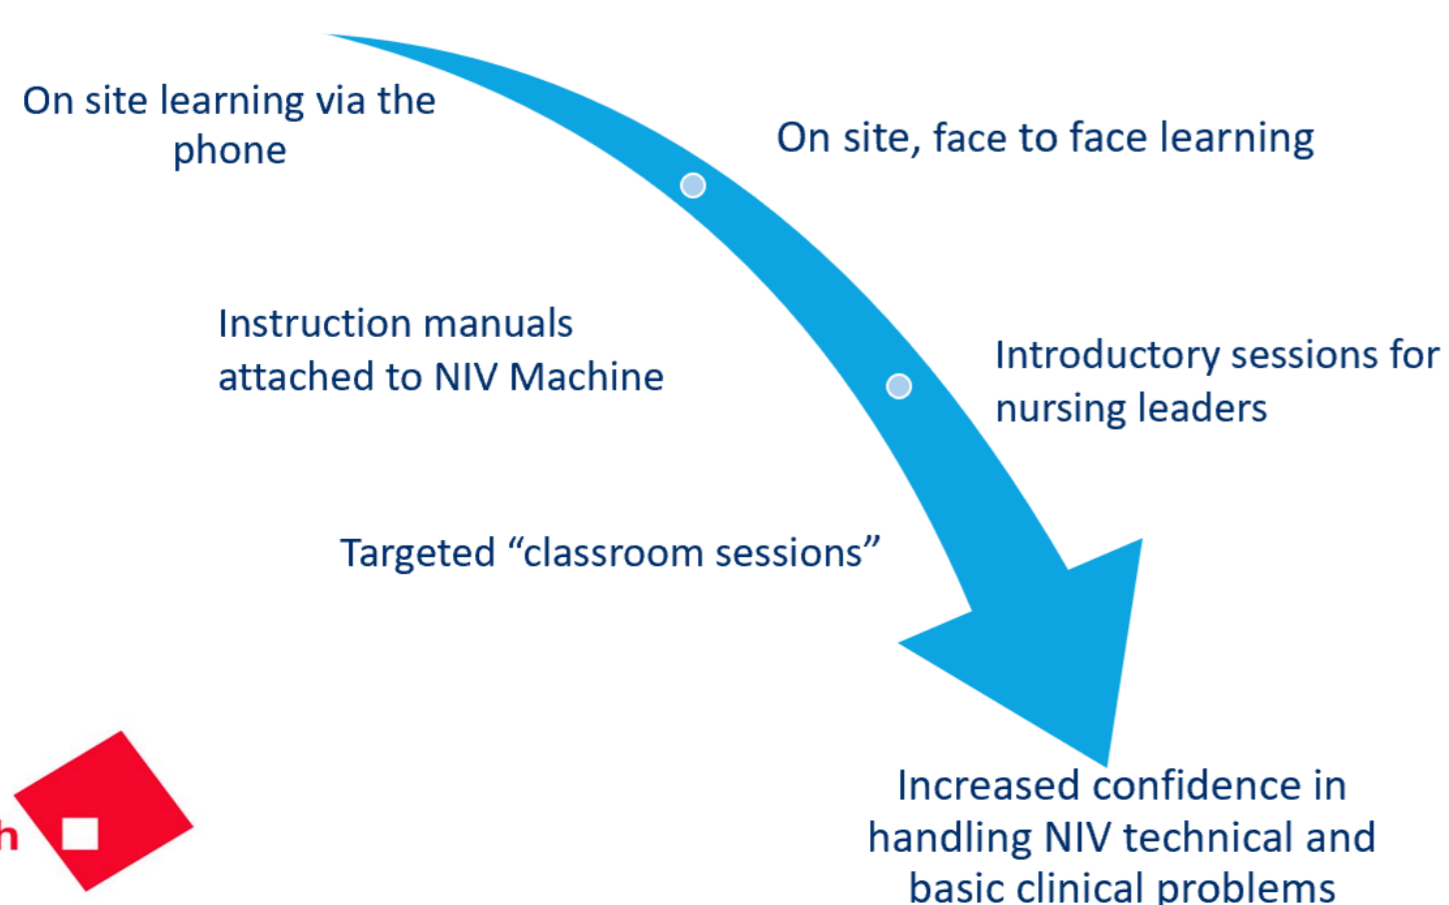 On site learning via the
phone
On site, face to face learning
Instruction manuals
attached to NIV Machine
Introductory sessions for
nursing leaders
Targeted “classroom sessions”
h
Increased confidence in
handling NIV technical and
basic clinical problems